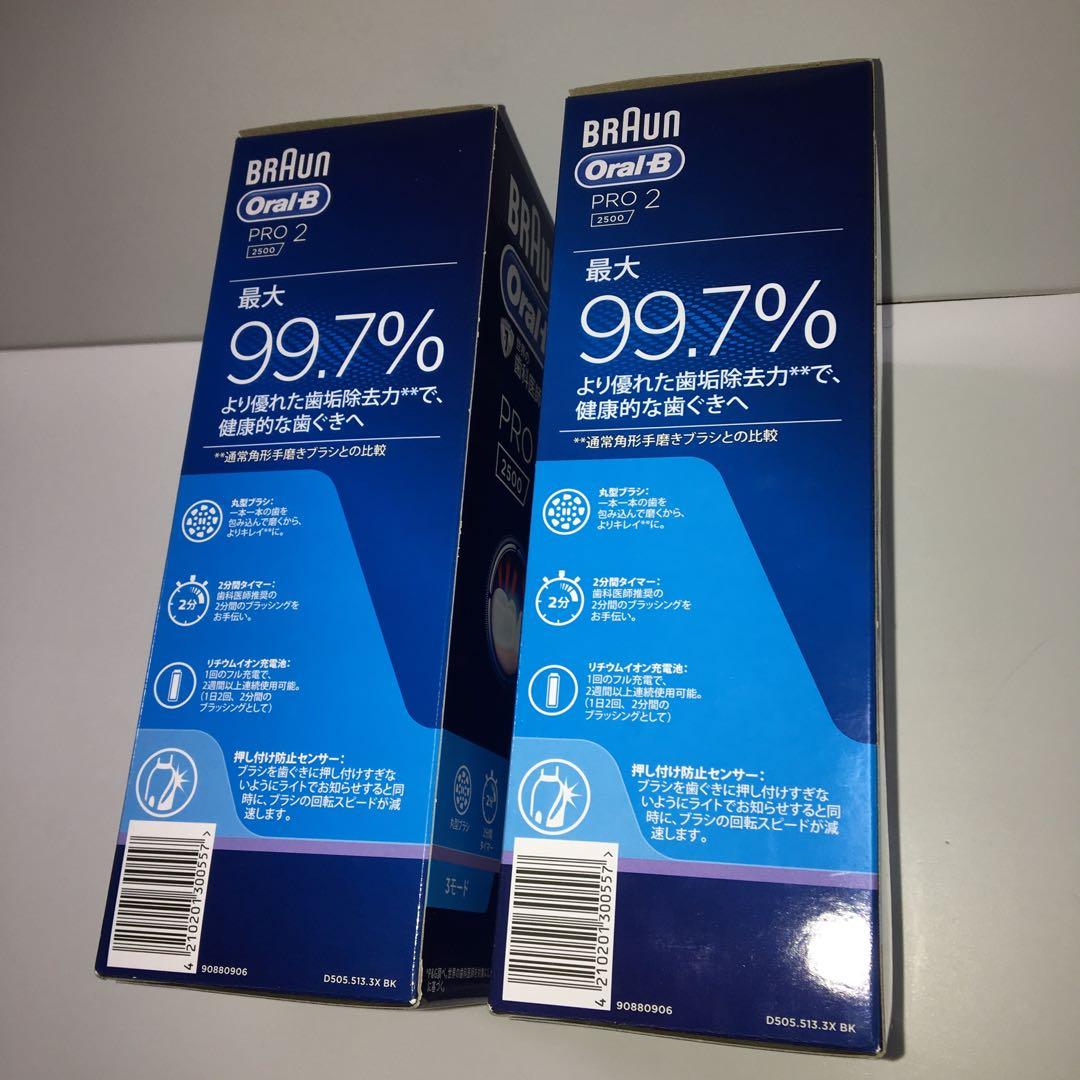 BRAUN
Oral-B
PRO 2
2500
最大
99.7%
より優れた歯垢除去力**で、
健康的な歯ぐきへ
**通常角形手磨きブラシとの比較
丸型ブラシ:
一本一本の歯を
包み込んで磨くから、
よりキレイ**に。
2分
2分間タイマー:
歯科医師推奨の
2分間のブラッシングを
お手伝い。
リチウムイオン充電池:
1回のフル充電で、
2週間以上連続使用可能。
(1日2回、2分間の
ブラッシングとして)
押し付け防止センサー:
ブラシを歯ぐきに押し付けすぎな
いようにライトでお知らせすると同
時に、ブラシの回転スピードが減
速します。
4210201300557>
90880906
D505.513.3X BK
BRAU
Oral-B
世界の
歯科医師
PRO
2500
丸型ブラシ
2分間
タイマー
3モード
BRAUN
Oral-B
PRO 2
2500
最大
99.7%
より優れた歯垢除去力**で、
健康的な歯ぐきへ
**通常角形手磨きブラシとの比較
丸型ブラシ:
一本一本の歯を
包み込んで磨くから、
よりキレイ**に。
2分
2分間タイマー:
歯科医師推奨の
2分間のブラッシングを
お手伝い。
リチウムイオン充電池:
1回のフル充電で、
2週間以上連続使用可能。
(1日2回、2分間の
ブラッシングとして)
押し付け防止センサー:
ブラシを歯ぐきに押し付けすぎな
いようにライトでお知らせすると同
時に、ブラシの回転スピードが減
速します。
4210201300557>
90880906
D505.513.3X BK